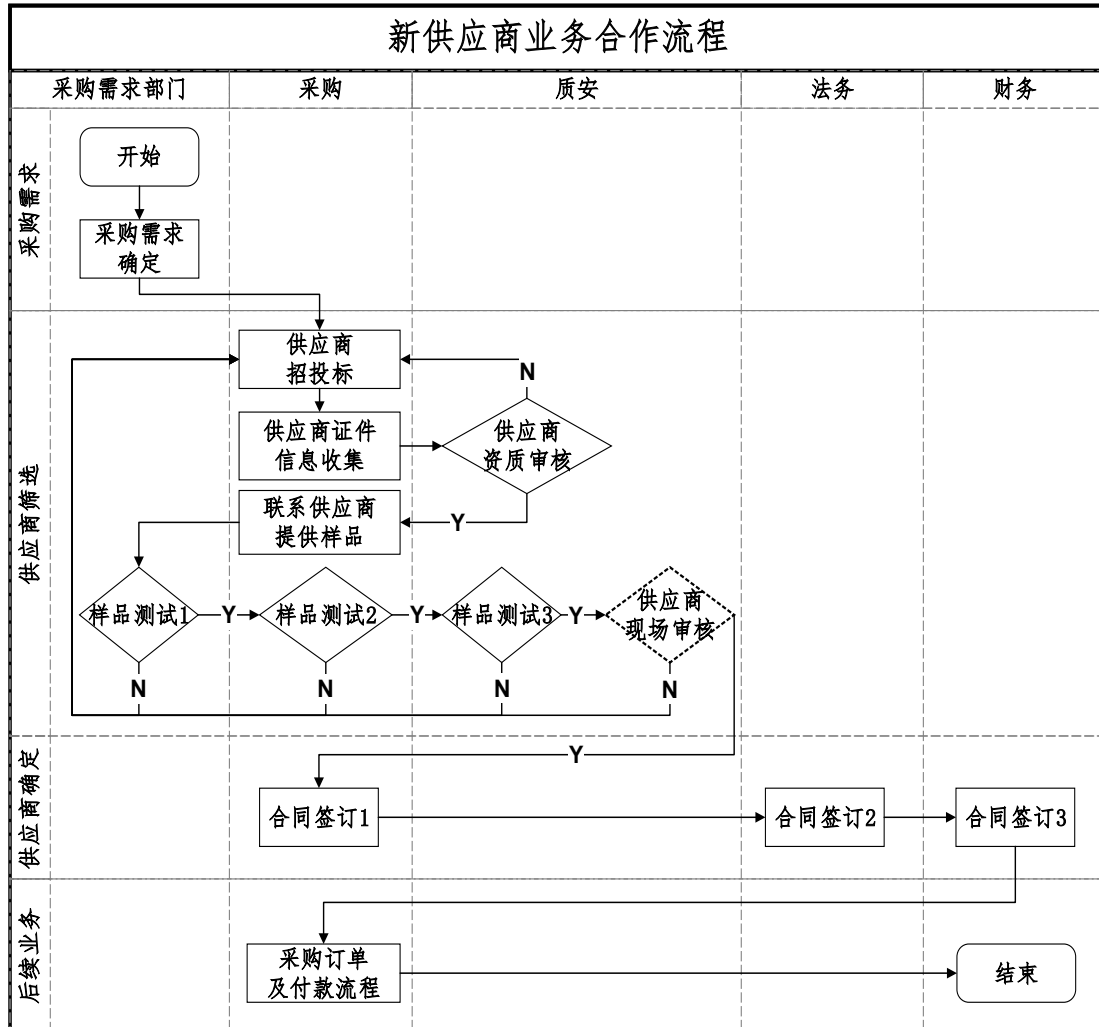 新供应商业务合作流程
采购需求部门
采购
质安
法务
财务
采购需求
开始
采购需求
确定
供应商筛选
供应商
招投标
N
供应商证件
信息收集
供应商
资质审核
联系供应商
提供样品
Y
样品测试1
Y
样品测试2
Y
样品测试3
Y
供应商
现场审核
N
N
N
N
供应商确定
Y
合同签订1
合同签订2
合同签订3
后续业务
采购订单
及付款流程
结束